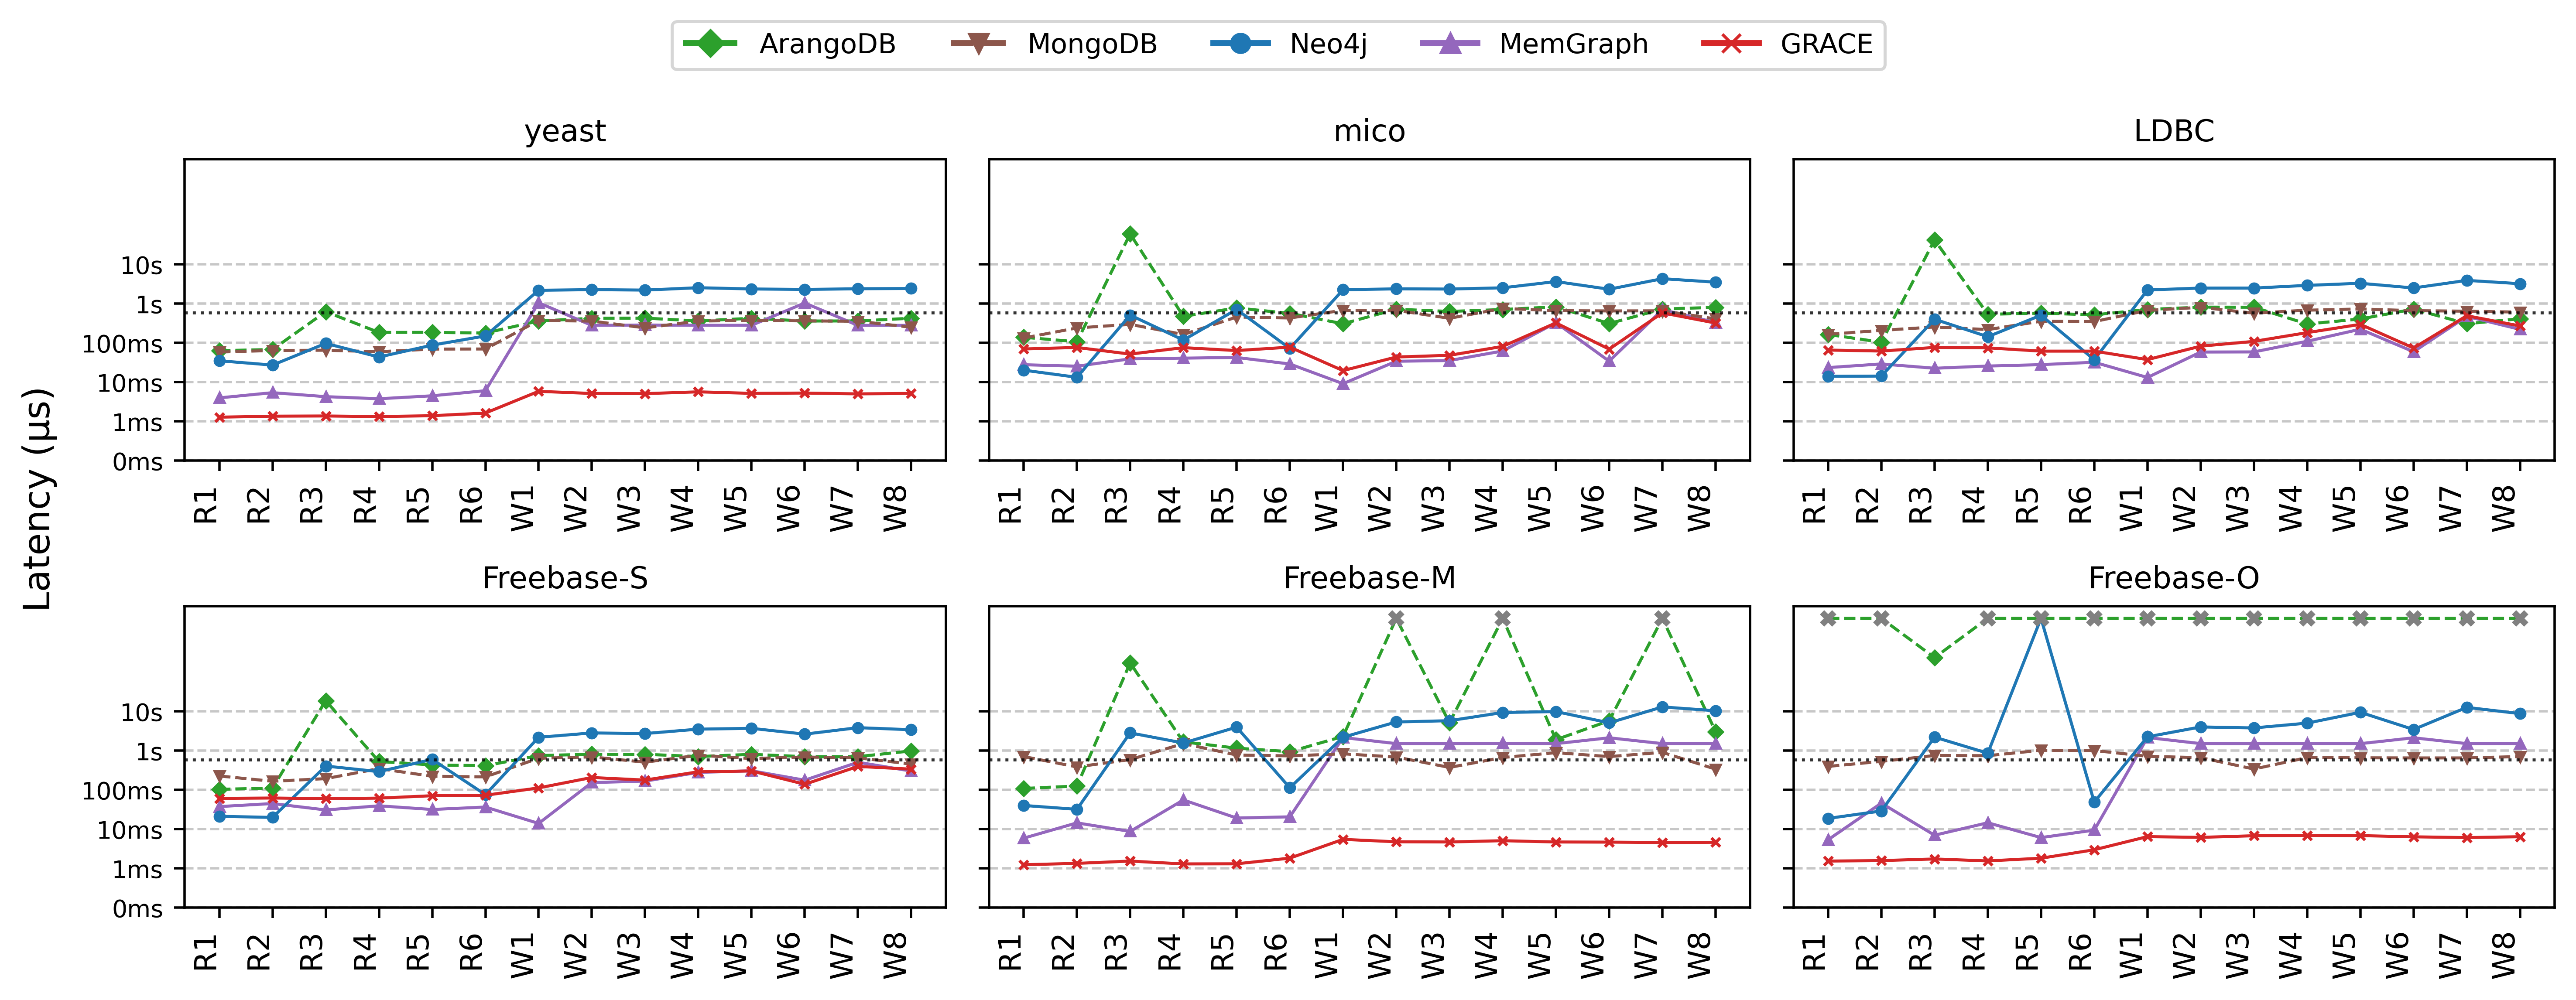 ArangoDB MongoDB Neo4j MemGraph GRACE
yeast
mico
LDBC
10s
1s
100ms
10ms
1ms
0ms
R1 R2 R3 R4 R5 R6 W1 W2 W3 W4 W5 W6 W7 W8
R1 R2 R3 R4 R5 R6 W1 W2 W3 W4 W5 W6 W7 W8
R1 R2 R3 R4 R5 R6 W1 W2 W3 W4 W5 W6 W7 W8
Latency (µs)
Freebase-S
Freebase-M
Freebase-O
10s
1s
100ms
10ms
1ms
0ms
R1 R2 R3 R4 R5 R6 W1 W2 W3 W4 W5 W6 W7 W8
R1 R2 R3 R4 R5 R6 W1 W2 W3 W4 W5 W6 W7 W8
R1 R2 R3 R4 R5 R6 W1 W2 W3 W4 W5 W6 W7 W8